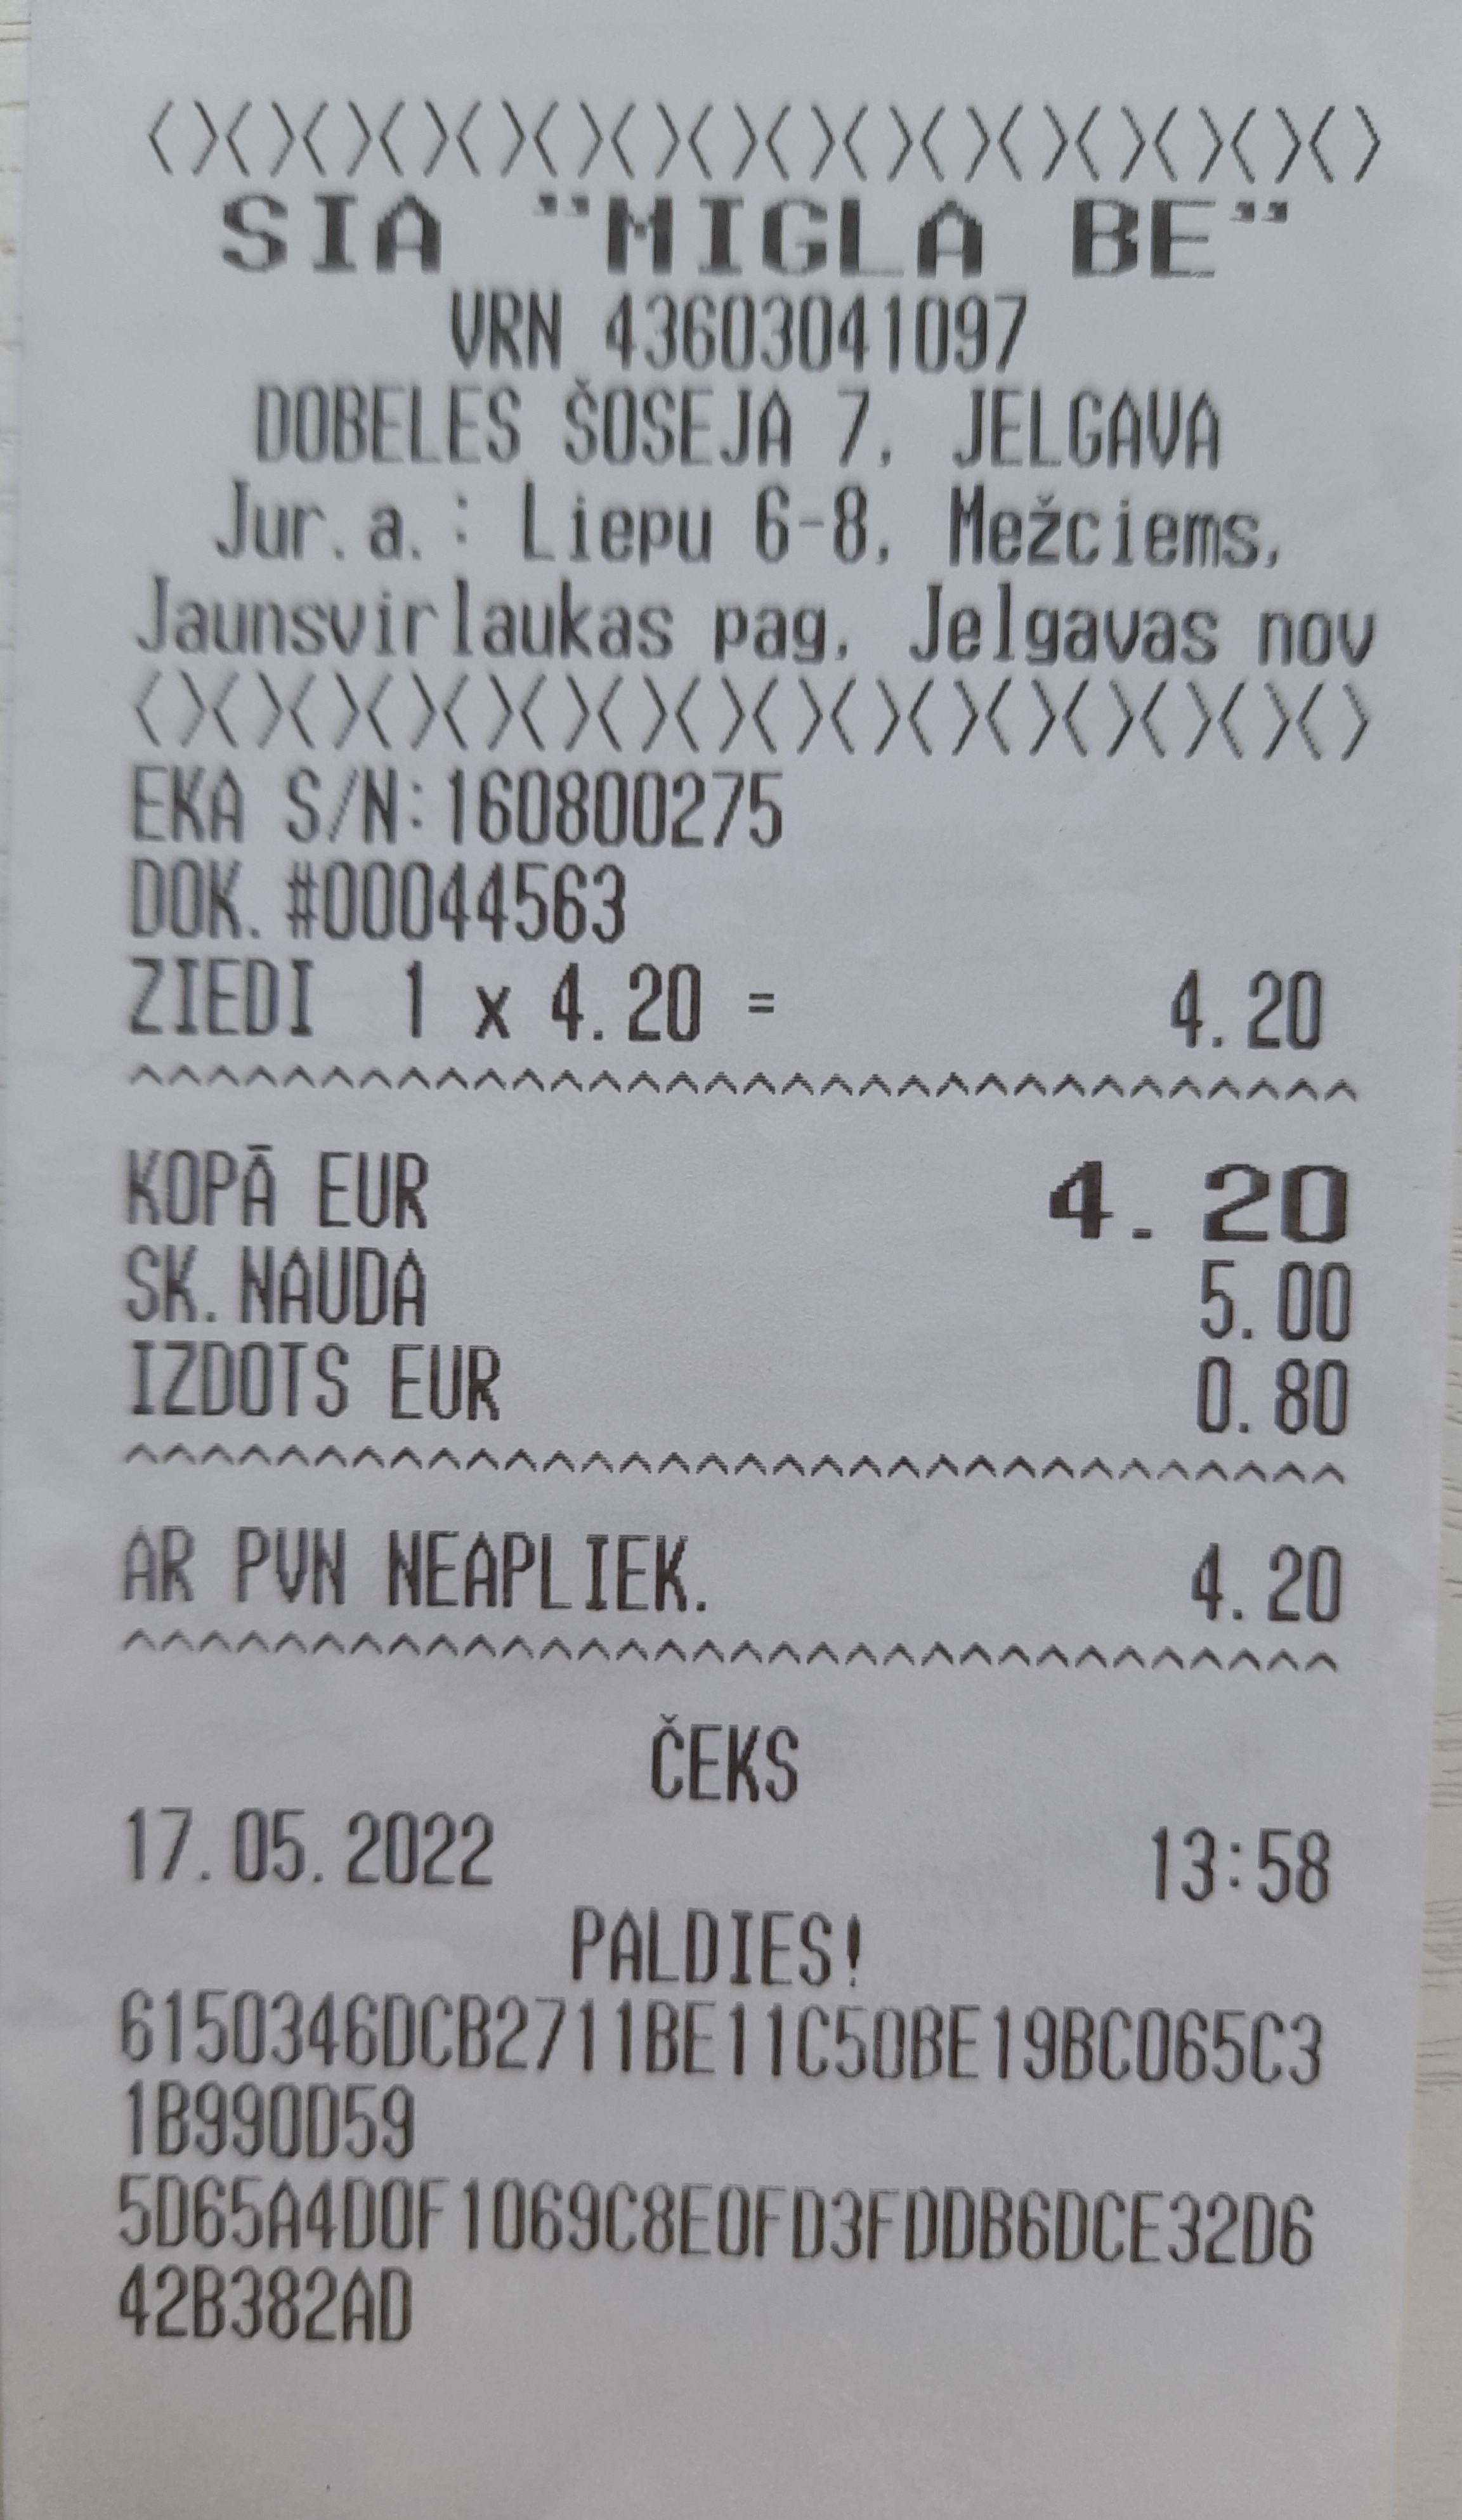 <><><><><><><><><><><><><><><><>
SIA "MIGLA BE"
VRN 43603041097
DOBELES ŠOSEJA 7, JELGAVA
Jur.a.: Liepu 6-8, Mežciems,
Jaunsvirlaukas pag, Jelgavas nov
<><><><><><><><><><><><><><><><>
EKA S/N:160800275
DOK. #00044563
ZIEDI 1 x 4.20 = 4.20
^^^^^^^^^^^^^^^^^^^^^^^^^^^^^^^^
KOPĀ EUR 4.20
SK.NAUDA 5.00
IZDOTS EUR 0.80
^^^^^^^^^^^^^^^^^^^^^^^^^^^^^^^^
AR PVN NEAPLIEK. 4.20
^^^^^^^^^^^^^^^^^^^^^^^^^^^^^^^^
ČEKS
17.05.2022 13:58
PALDIES!
6150346DCB2711BE11C50BE19BC065C3
1B990D59
5D65A4D0F1069C8E0FD3FDDB6DCE32D6
42B382AD